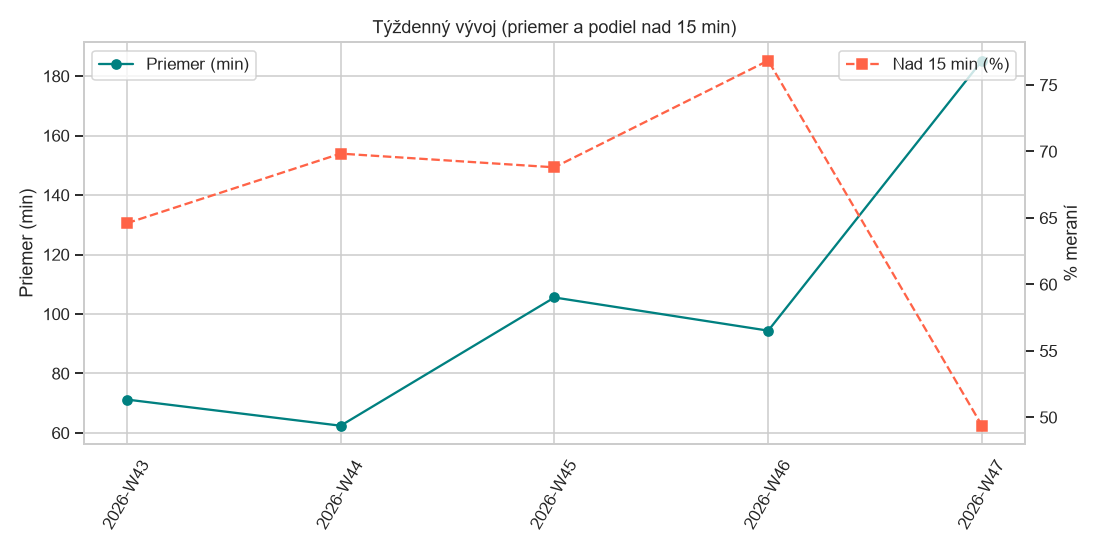 Týždenný vývoj (priemer a podiel nad 15 min)
Priemer (min)
Nad 15 min (%)
Priemer (min)
180
160
140
120
100
80
60
75
70
65
60
55
50
% meraní
2026-W43
2026-W44
2026-W45
2026-W46
2026-W47